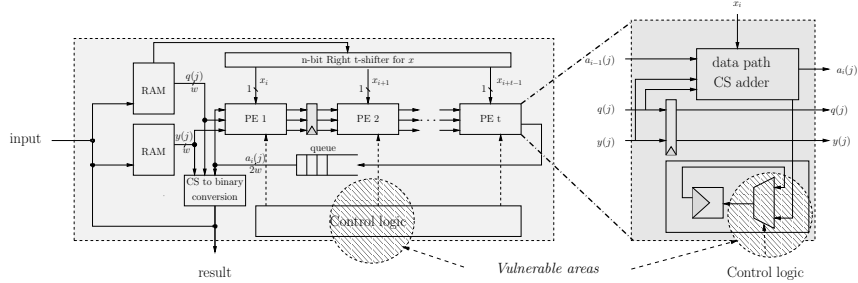 n-bit Right t-shifter for x
RAM
q(j)
w
1
x_i
1
x_{i+1}
1
x_{i+t-1}
PE 1
PE 2
. . .
PE t
input
RAM
y(j)
w
queue
a_i(j)
2w
CS to binary
conversion
Control logic
result
Vulnerable areas
x_i
a_{i-1}(j)
data path
CS adder
a_i(j)
q(j)
q(j)
y(j)
y(j)
Control logic